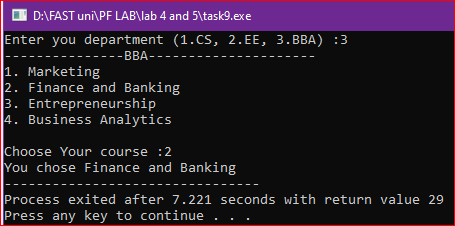 D:\FAST uni\PF LAB\lab 4 and 5\task9.exe
Enter you department (1.CS, 2.EE, 3.BBA) :3
---------------BBA---------------------
1. Marketing
2. Finance and Banking
3. Entrepreneurship
4. Business Analytics
Choose Your course :2
You chose Finance and Banking
--------------------------------
Process exited after 7.221 seconds with return value 29
Press any key to continue . . .